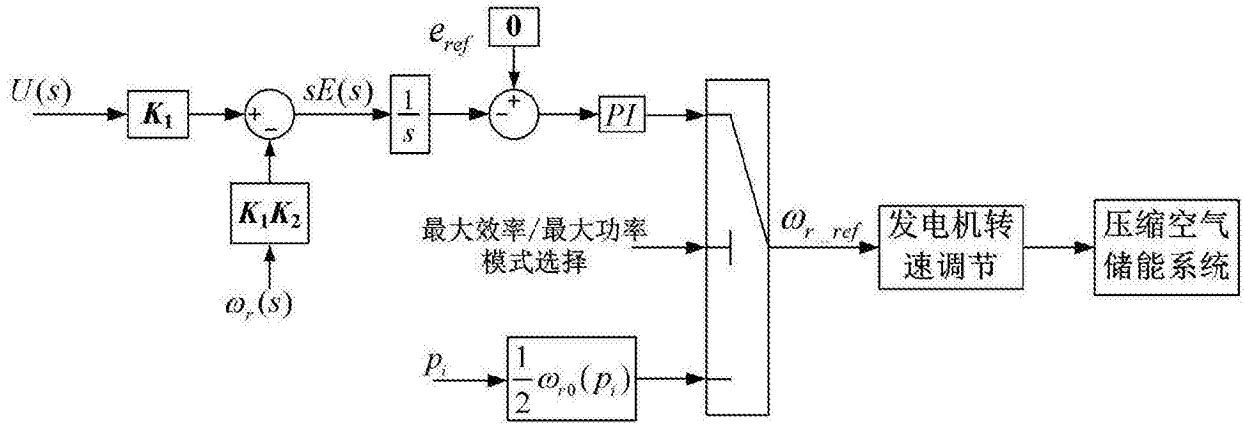 e_ref
0
U(s)
K₁
+
−
sE(s)
1/s
−
+
PI
K₁K₂
ω_r(s)
最大效率/最大功率
模式选择
ω_r_ref
发电机转
速调节
压缩空气
储能系统
p_i
1/2 ω_r0(p_i)